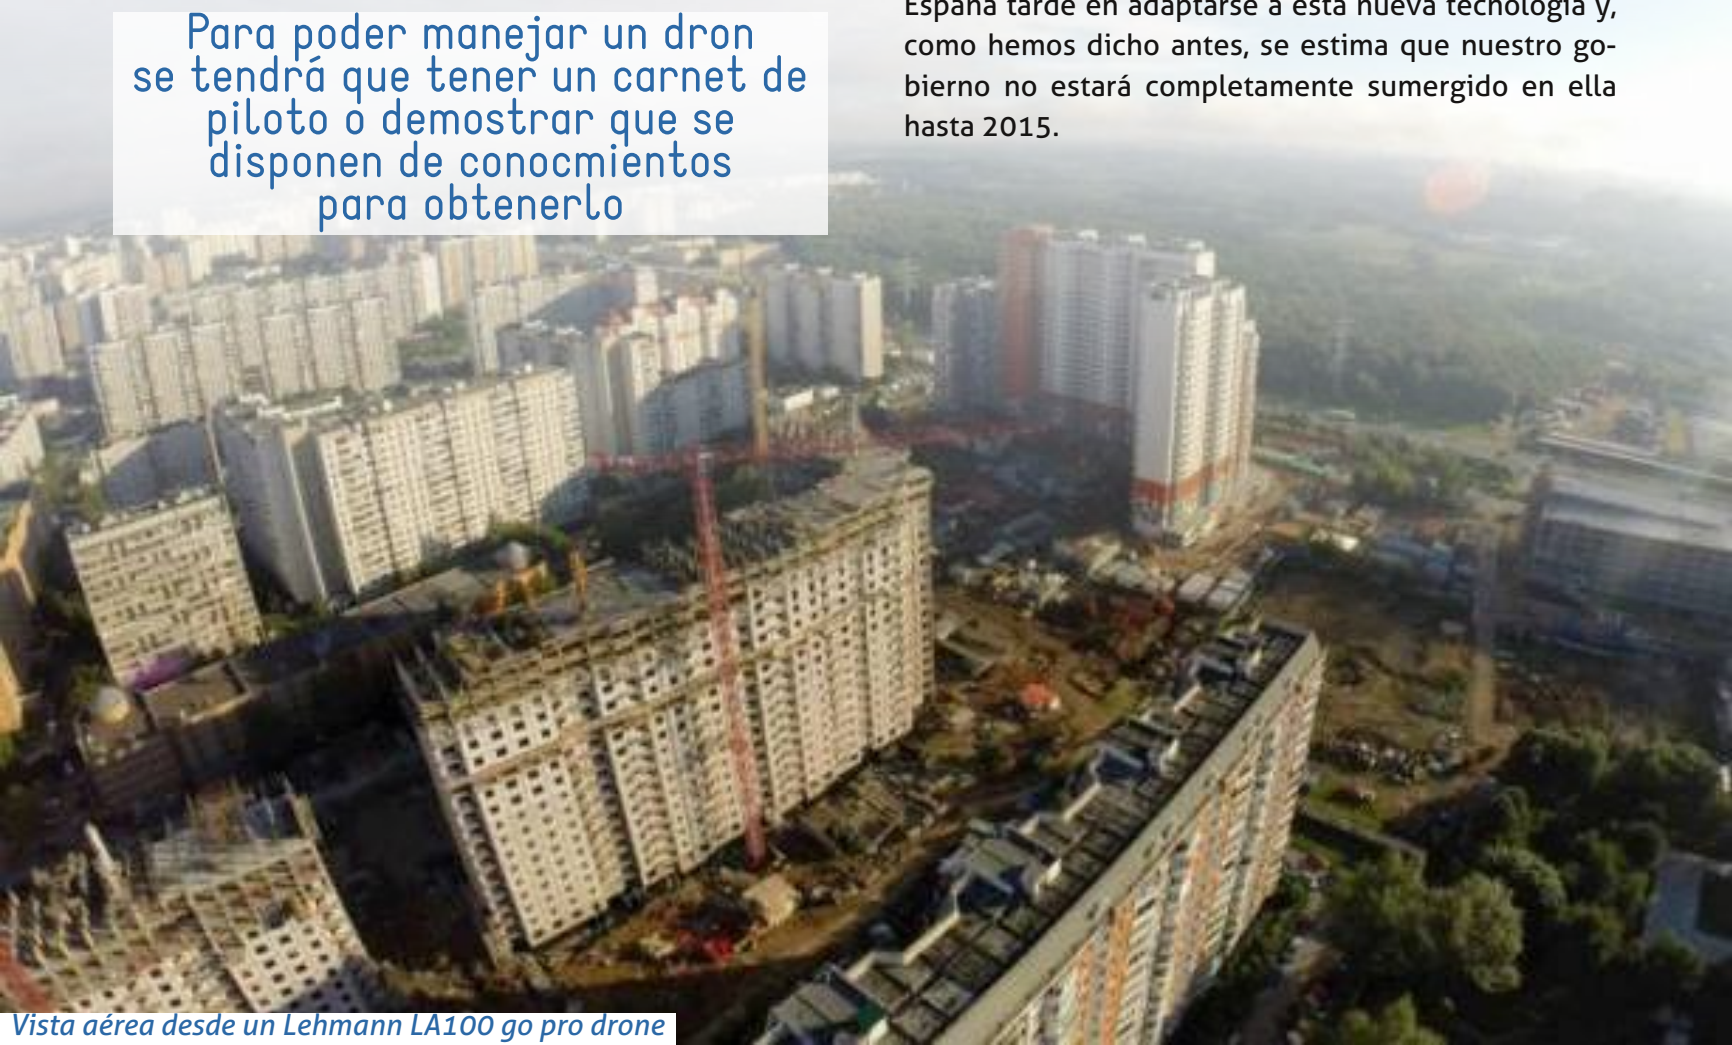 Para poder manejar un dron
se tendrá que tener un carnet de
piloto o demostrar que se
disponen de conocmientos
para obtenerlo
España tarde en adaptarse a esta nueva tecnología y,
como hemos dicho antes, se estima que nuestro go-
bierno no estará completamente sumergido en ella
hasta 2015.
Vista aérea desde un Lehmann LA100 go pro drone